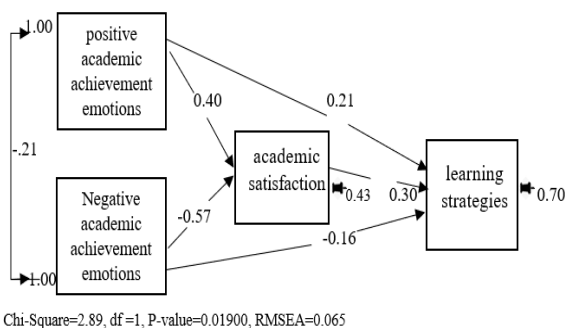 1.00
positive
academic
achievement
emotions
0.40
0.21
-.21
academic
satisfaction
0.43
0.30
learning
strategies
0.70
Negative
academic
achievement
emotions
-0.57
-0.16
1.00
Chi-Square=2.89, df =1, P-value=0.01900, RMSEA=0.065